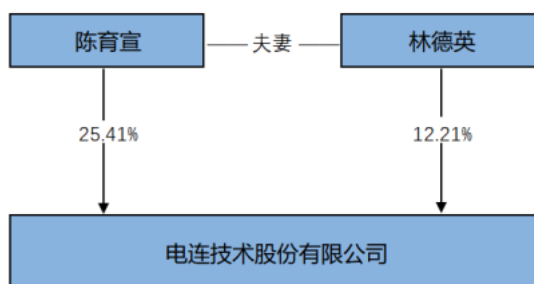 陈育宣
夫妻
林德英
25.41%
12.21%
电连技术股份有限公司